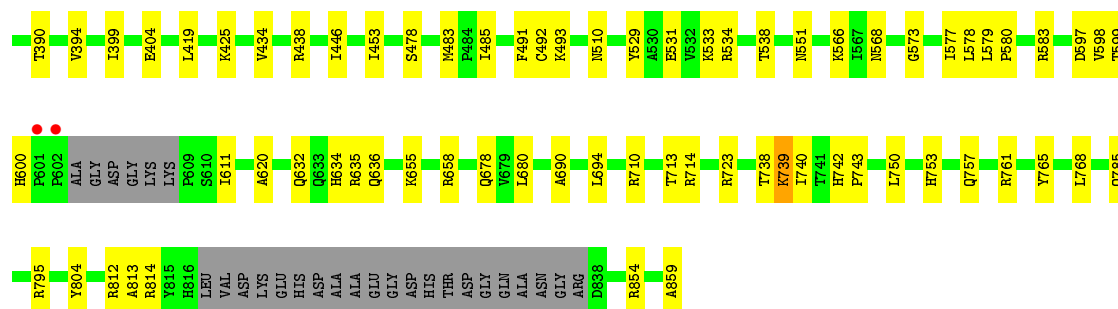 T390 V394 I399 E404 L419 K425 V434 R438 I446 I453 S478 M483 P484 I485 F491 C492 K493 N510 Y529 A530 E531 V532 K533 R534 T538 N551 K566 I567 N568 G573 I577 L578 L579 P580 R583 D597 V598 T599
H600 P601 P602 ALA GLY ASP GLY LYS LYS P609 S610 I611 A620 Q632 Q633 H634 R635 Q636 K655 R658 Q678 V679 L680 A690 L694 R710 T713 R714 R723 T738 K739 I740 T741 H742 P743 L750 H753 Q757 R761 Y765 L768
R795 Y804 R812 A813 R814 Y815 H816 LEU VAL ASP LYS GLU HIS ASP ALA ALA GLU GLY ASP HIS THR ASP GLY GLN ALA ASN GLY ARG D838 R854 A859